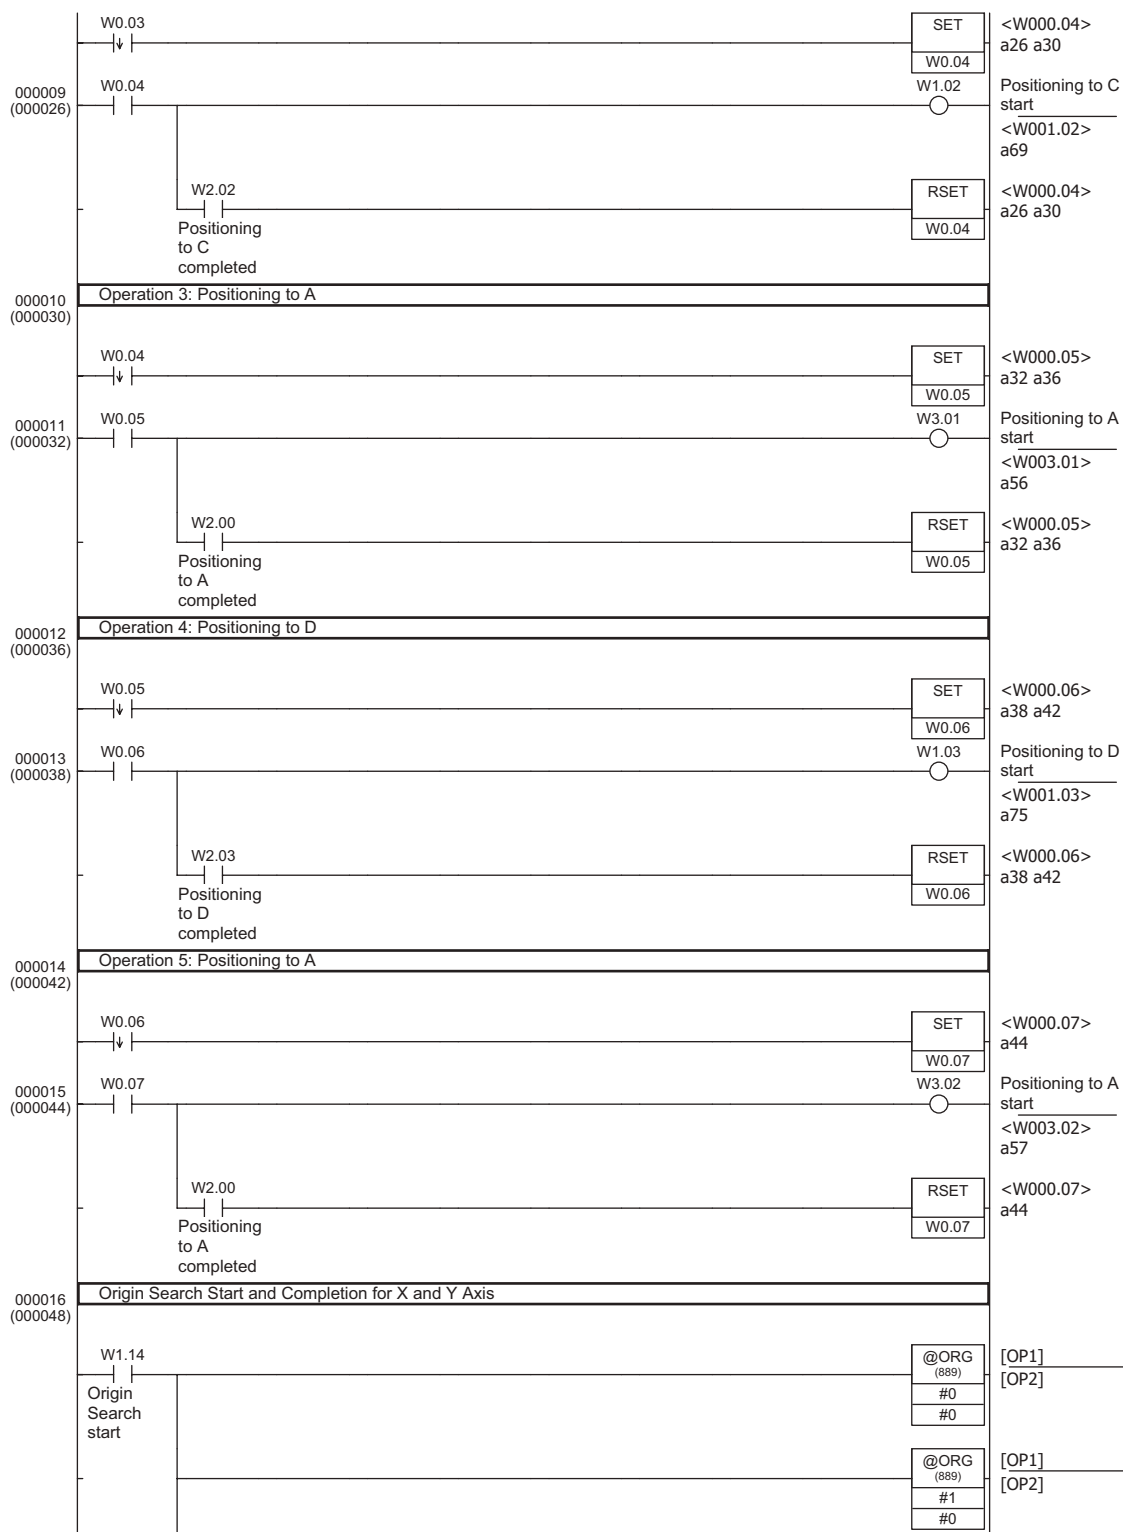 W0.03
SET
W0.04
<W000.04>
a26 a30
000009
(000026)
W0.04
W1.02
Positioning to C
start
<W001.02>
a69
W2.02
Positioning
to C
completed
RSET
W0.04
<W000.04>
a26 a30
000010
(000030)
Operation 3: Positioning to A
W0.04
SET
W0.05
<W000.05>
a32 a36
000011
(000032)
W0.05
W3.01
Positioning to A
start
<W003.01>
a56
W2.00
Positioning
to A
completed
RSET
W0.05
<W000.05>
a32 a36
000012
(000036)
Operation 4: Positioning to D
W0.05
SET
W0.06
<W000.06>
a38 a42
000013
(000038)
W0.06
W1.03
Positioning to D
start
<W001.03>
a75
W2.03
Positioning
to D
completed
RSET
W0.06
<W000.06>
a38 a42
000014
(000042)
Operation 5: Positioning to A
W0.06
SET
W0.07
<W000.07>
a44
000015
(000044)
W0.07
W3.02
Positioning to A
start
<W003.02>
a57
W2.00
Positioning
to A
completed
RSET
W0.07
<W000.07>
a44
000016
(000048)
Origin Search Start and Completion for X and Y Axis
W1.14
Origin
Search
start
@ORG
(889)
#0
#0
[OP1]
[OP2]
@ORG
(889)
#1
#0
[OP1]
[OP2]